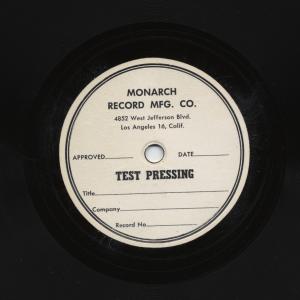 MONARCH
RECORD MFG. CO.
4852 West Jefferson Blvd.
Los Angeles 16, Calif.
APPROVED DATE
TEST PRESSING
Title
Company
Record No.